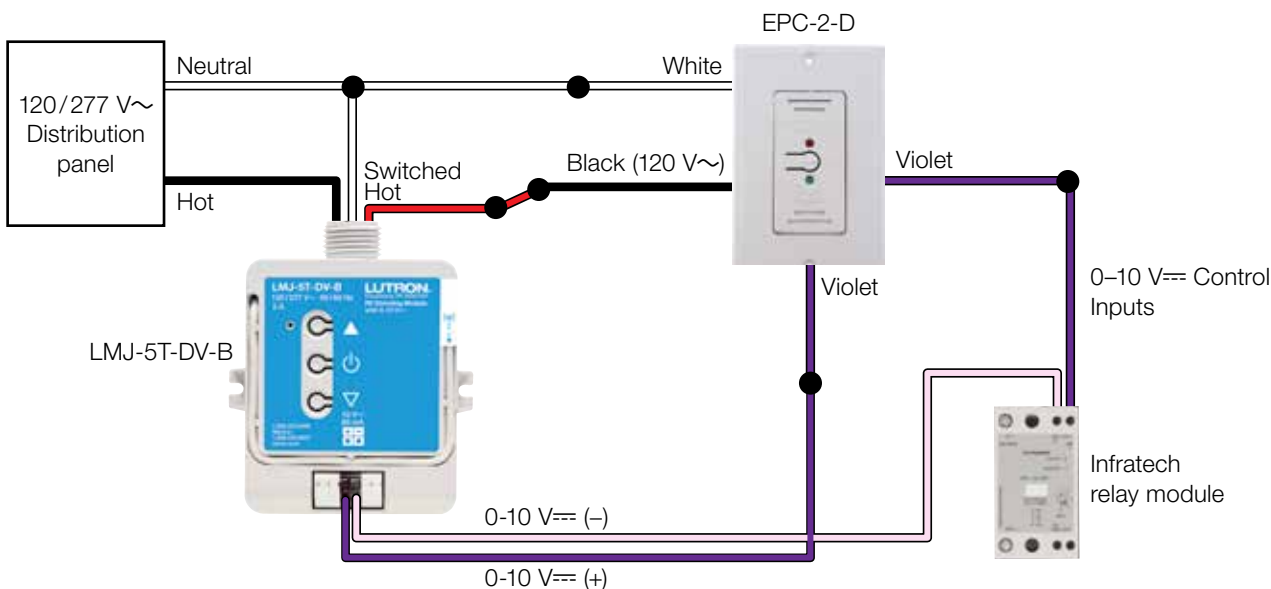 EPC-2-D
Neutral
White
120/277 V~
Distribution
panel
Switched
Hot
Black (120 V~)
Violet
Hot
LMJ-5T-DV-B
LUTRON
Violet
0–10 V⎓ Control
Inputs
LMJ-5T-DV-B
Infratech
relay module
0-10 V⎓ (–)
0-10 V⎓ (+)